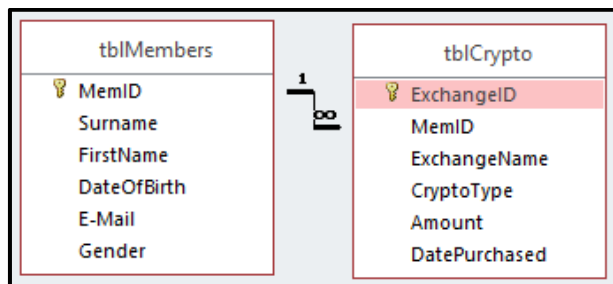 tblMembers
MemID
Surname
FirstName
DateOfBirth
E-Mail
Gender
1
∞
tblCrypto
ExchangeID
MemID
ExchangeName
CryptoType
Amount
DatePurchased